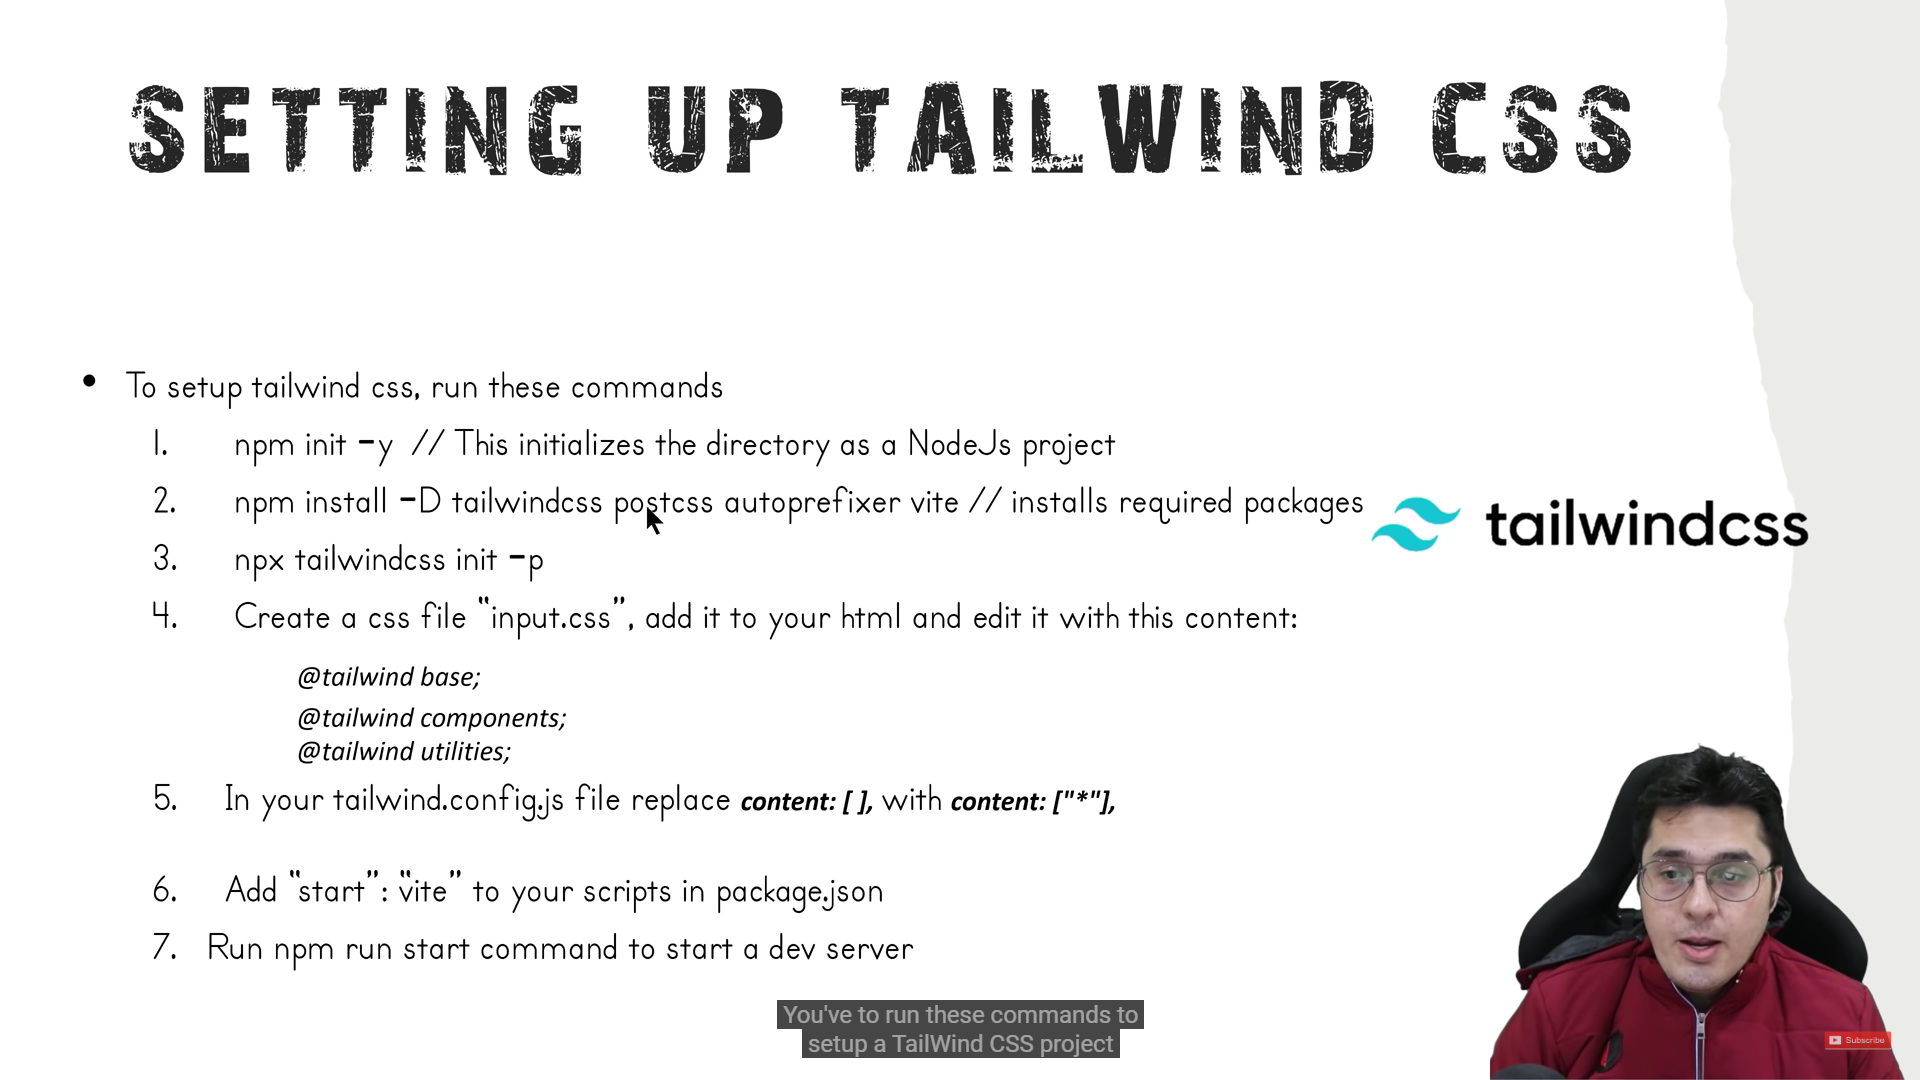 SETTING UP TAILWIND CSS
• To setup tailwind css, run these commands
1. npm init –y // This initializes the directory as a NodeJs project
2. npm install –D tailwindcss postcss autoprefixer vite // installs required packages
tailwindcss
3. npx tailwindcss init –p
4. Create a css file “input.css”, add it to your html and edit it with this content:
@tailwind base;
@tailwind components;
@tailwind utilities;
5. In your tailwind.config.js file replace content: [ ], with content: ["*"],
6. Add “start”: “vite” to your scripts in package.json
7. Run npm run start command to start a dev server
You've to run these commands to
setup a TailWind CSS project
Subscribe